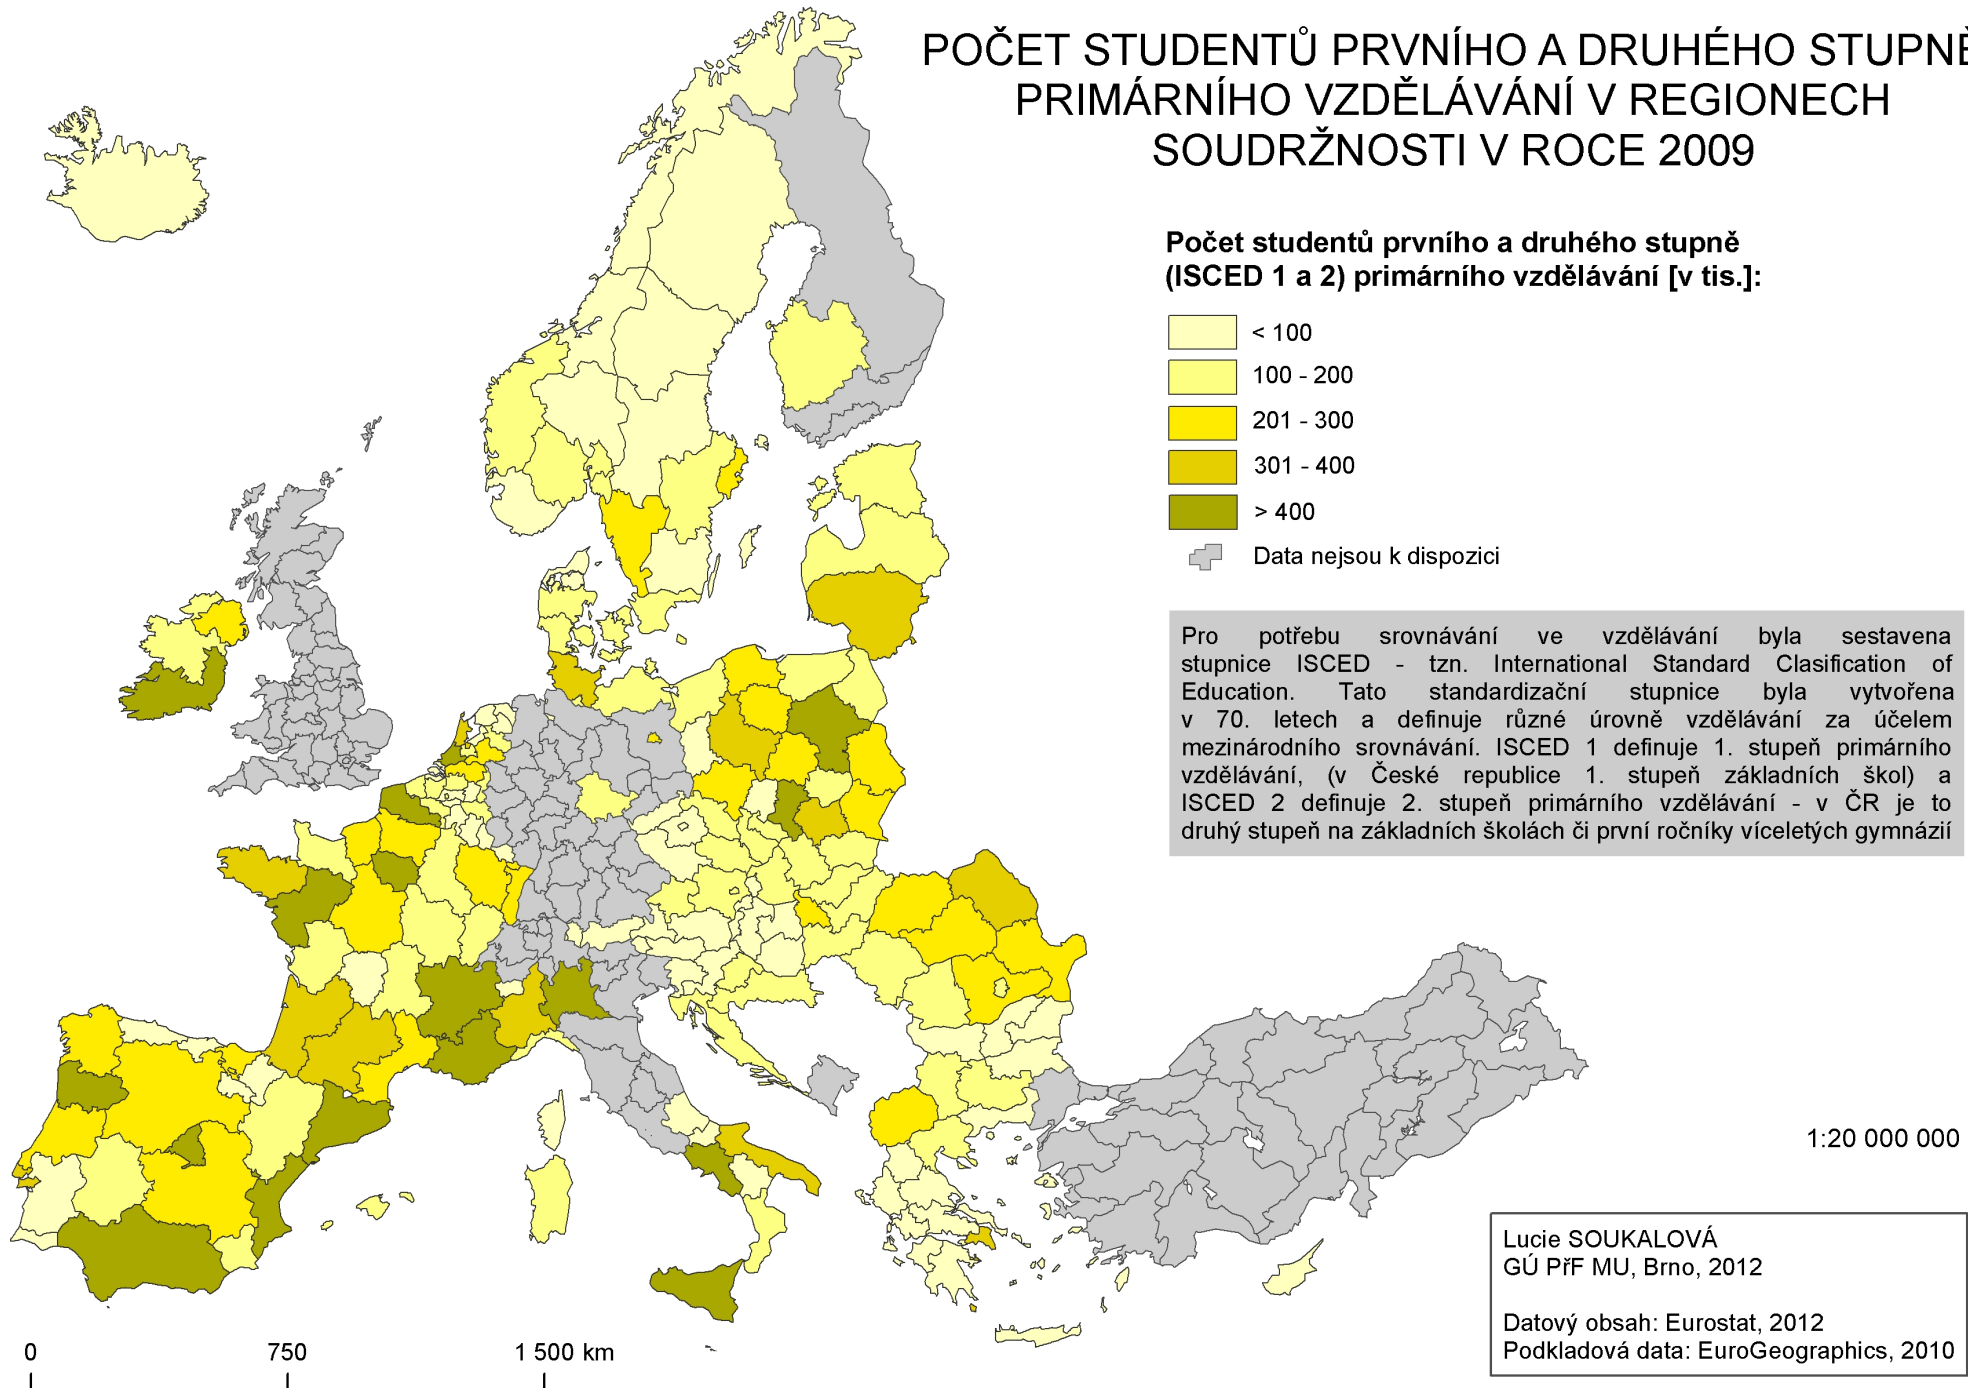 POČET STUDENTŮ PRVNÍHO A DRUHÉHO STUPNĚ
PRIMÁRNÍHO VZDĚLÁVÁNÍ V REGIONECH
SOUDRŽNOSTI V ROCE 2009
Počet studentů prvního a druhého stupně
(ISCED 1 a 2) primárního vzdělávání [v tis.]:
< 100
100 - 200
201 - 300
301 - 400
> 400
Data nejsou k dispozici
Pro potřebu srovnávání ve vzdělávání byla sestavena
stupnice ISCED - tzn. International Standard Clasification of
Education. Tato standardizační stupnice byla vytvořena
v 70. letech a definuje různé úrovně vzdělávání za účelem
mezinárodního srovnávání. ISCED 1 definuje 1. stupeň primárního
vzdělávání, (v České republice 1. stupeň základních škol) a
ISCED 2 definuje 2. stupeň primárního vzdělávání - v ČR je to
druhý stupeň na základních školách či první ročníky víceletých gymnázií
1:20 000 000
Lucie SOUKALOVÁ
GÚ PřF MU, Brno, 2012
Datový obsah: Eurostat, 2012
Podkladová data: EuroGeographics, 2010
0 750 1 500 km